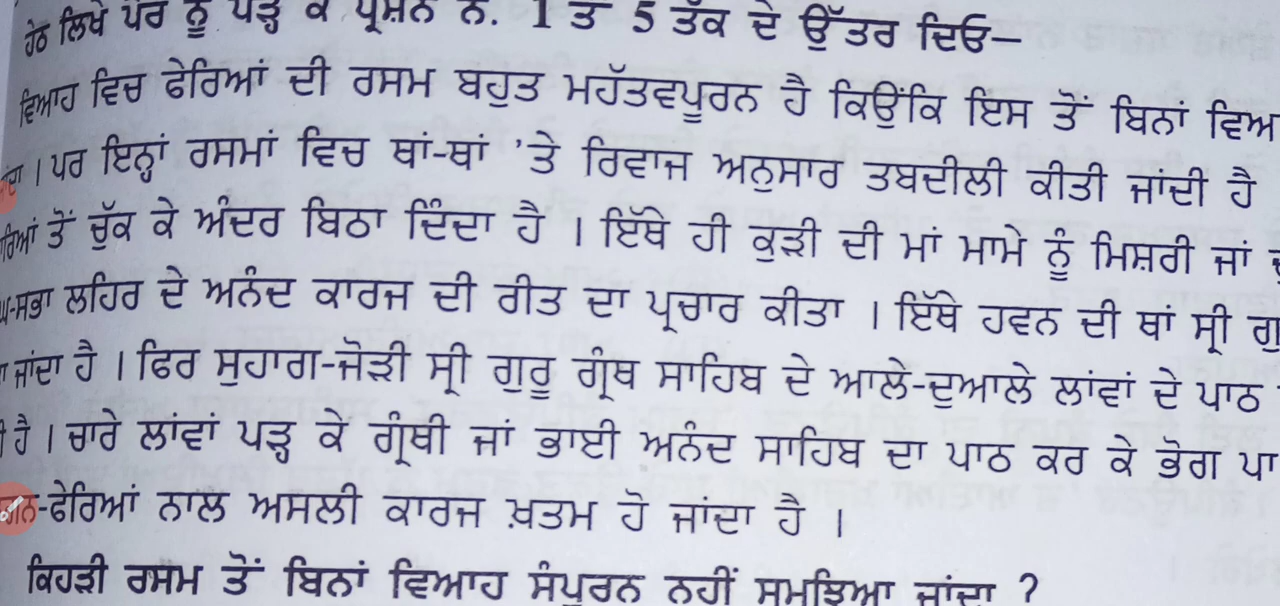 ਹੇਠ ਲਿਖੇ ਪੈਰੇ ਨੂੰ ਪੜ੍ਹ ਕੇ ਪ੍ਰਸ਼ਨ ਨੰ. 1 ਤੋਂ 5 ਤੱਕ ਦੇ ਉੱਤਰ ਦਿਓ—
ਵਿਆਹ ਵਿਚ ਫੇਰਿਆਂ ਦੀ ਰਸਮ ਬਹੁਤ ਮਹੱਤਵਪੂਰਨ ਹੈ ਕਿਉਂਕਿ ਇਸ ਤੋਂ ਬਿਨਾਂ ਵਿਅ
। ਪਰ ਇਨ੍ਹਾਂ ਰਸਮਾਂ ਵਿਚ ਥਾਂ-ਥਾਂ 'ਤੇ ਰਿਵਾਜ ਅਨੁਸਾਰ ਤਬਦੀਲੀ ਕੀਤੀ ਜਾਂਦੀ ਹੈ
ਰਿਆਂ ਤੋਂ ਚੁੱਕ ਕੇ ਅੰਦਰ ਬਿਠਾ ਦਿੰਦਾ ਹੈ । ਇੱਥੇ ਹੀ ਕੁੜੀ ਦੀ ਮਾਂ ਮਾਮੇ ਨੂੰ ਮਿਸ਼ਰੀ ਜਾਂ
-ਸਭਾ ਲਹਿਰ ਦੇ ਅਨੰਦ ਕਾਰਜ ਦੀ ਰੀਤ ਦਾ ਪ੍ਰਚਾਰ ਕੀਤਾ । ਇੱਥੇ ਹਵਨ ਦੀ ਥਾਂ ਸ੍ਰੀ ਗੁ
ਜਾਂਦਾ ਹੈ । ਫਿਰ ਸੁਹਾਗ-ਜੋੜੀ ਸ੍ਰੀ ਗੁਰੂ ਗ੍ਰੰਥ ਸਾਹਿਬ ਦੇ ਆਲੇ-ਦੁਆਲੇ ਲਾਂਵਾਂ ਦੇ ਪਾਠ
ਹੈ । ਚਾਰੇ ਲਾਂਵਾਂ ਪੜ੍ਹ ਕੇ ਗ੍ਰੰਥੀ ਜਾਂ ਭਾਈ ਅਨੰਦ ਸਾਹਿਬ ਦਾ ਪਾਠ ਕਰ ਕੇ ਭੋਗ ਪਾ
-ਫੇਰਿਆਂ ਨਾਲ ਅਸਲੀ ਕਾਰਜ ਖ਼ਤਮ ਹੋ ਜਾਂਦਾ ਹੈ ।
ਕਿਹੜੀ ਰਸਮ ਤੋਂ ਬਿਨਾਂ ਵਿਆਹ ਸੰਪੂਰਨ ਨਹੀਂ ਸਮਝਿਆ ਜਾਂਦਾ ?